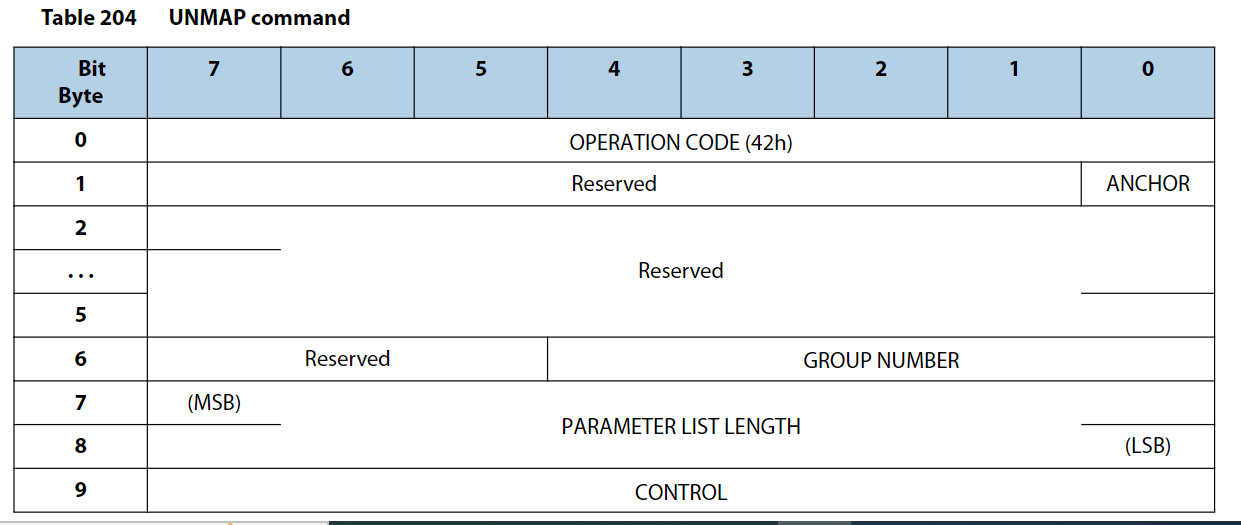 Table 204 UNMAP command
Bit Byte 7 6 5 4 3 2 1 0
0 OPERATION CODE (42h)
1 Reserved ANCHOR
2
... Reserved
5
6 Reserved GROUP NUMBER
7 (MSB)
PARAMETER LIST LENGTH
8 (LSB)
9 CONTROL